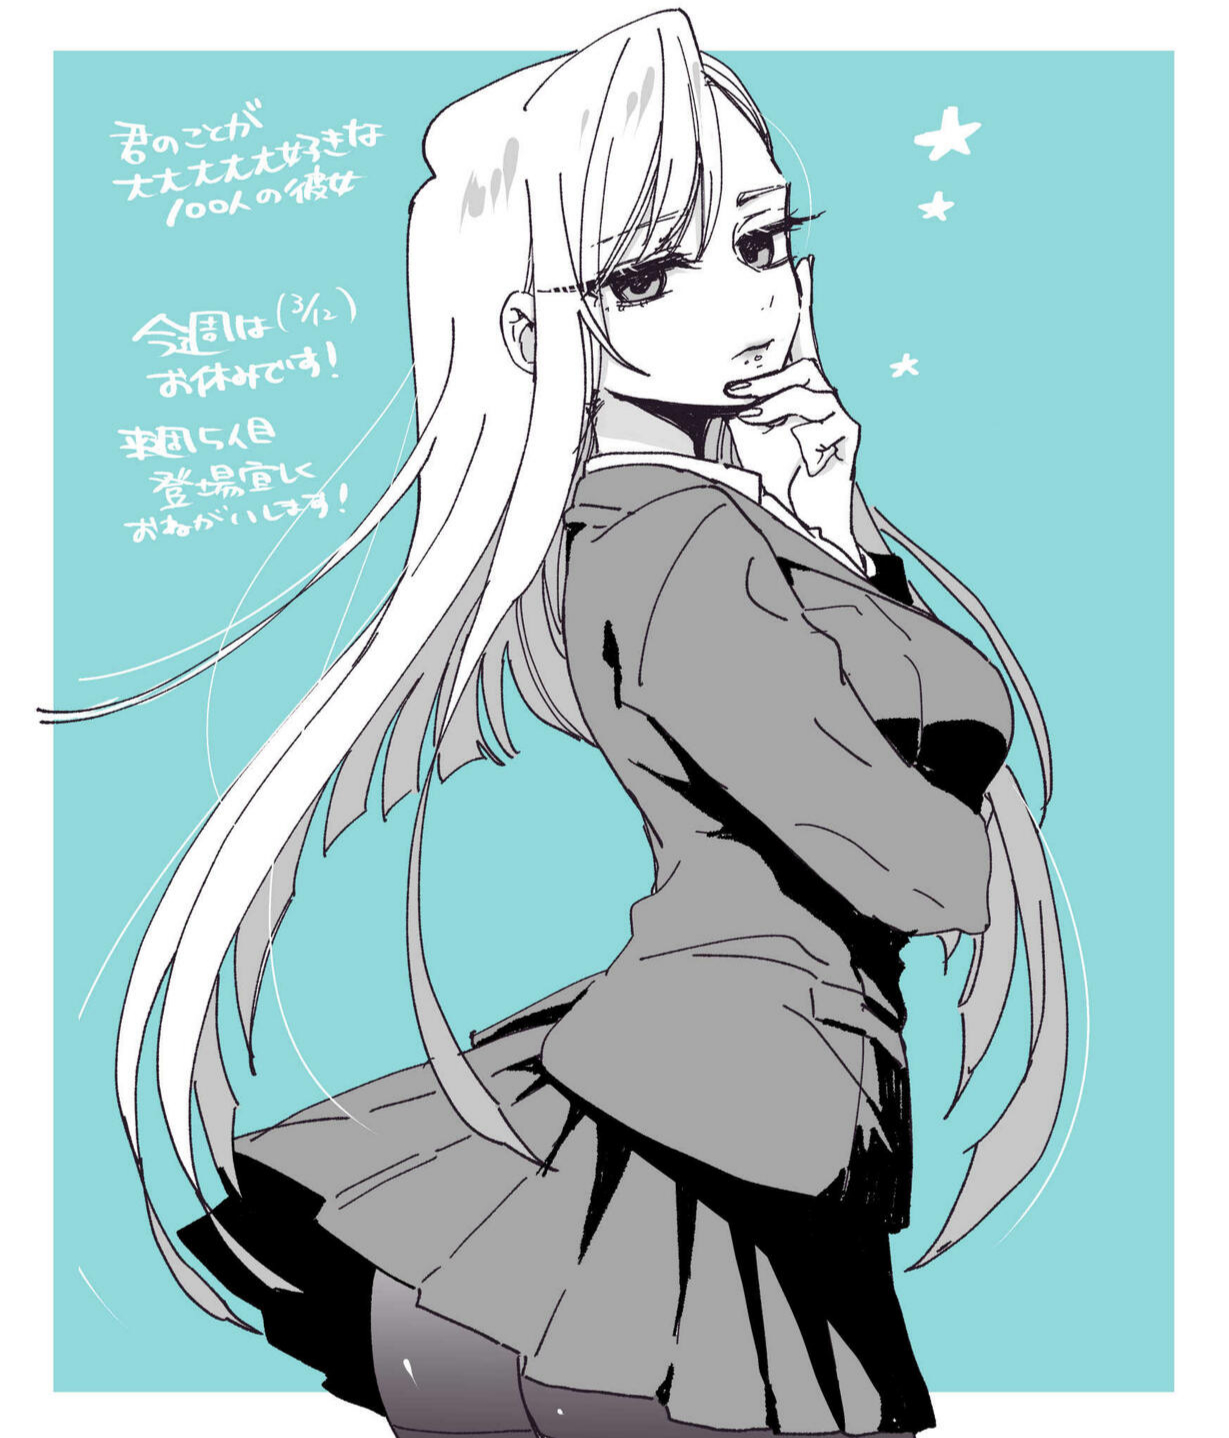 君のことが
大大大大大好きな
100人の彼女
今週は(3/12)
お休みです!
来週5人目
登場宜しく
おねがいします!